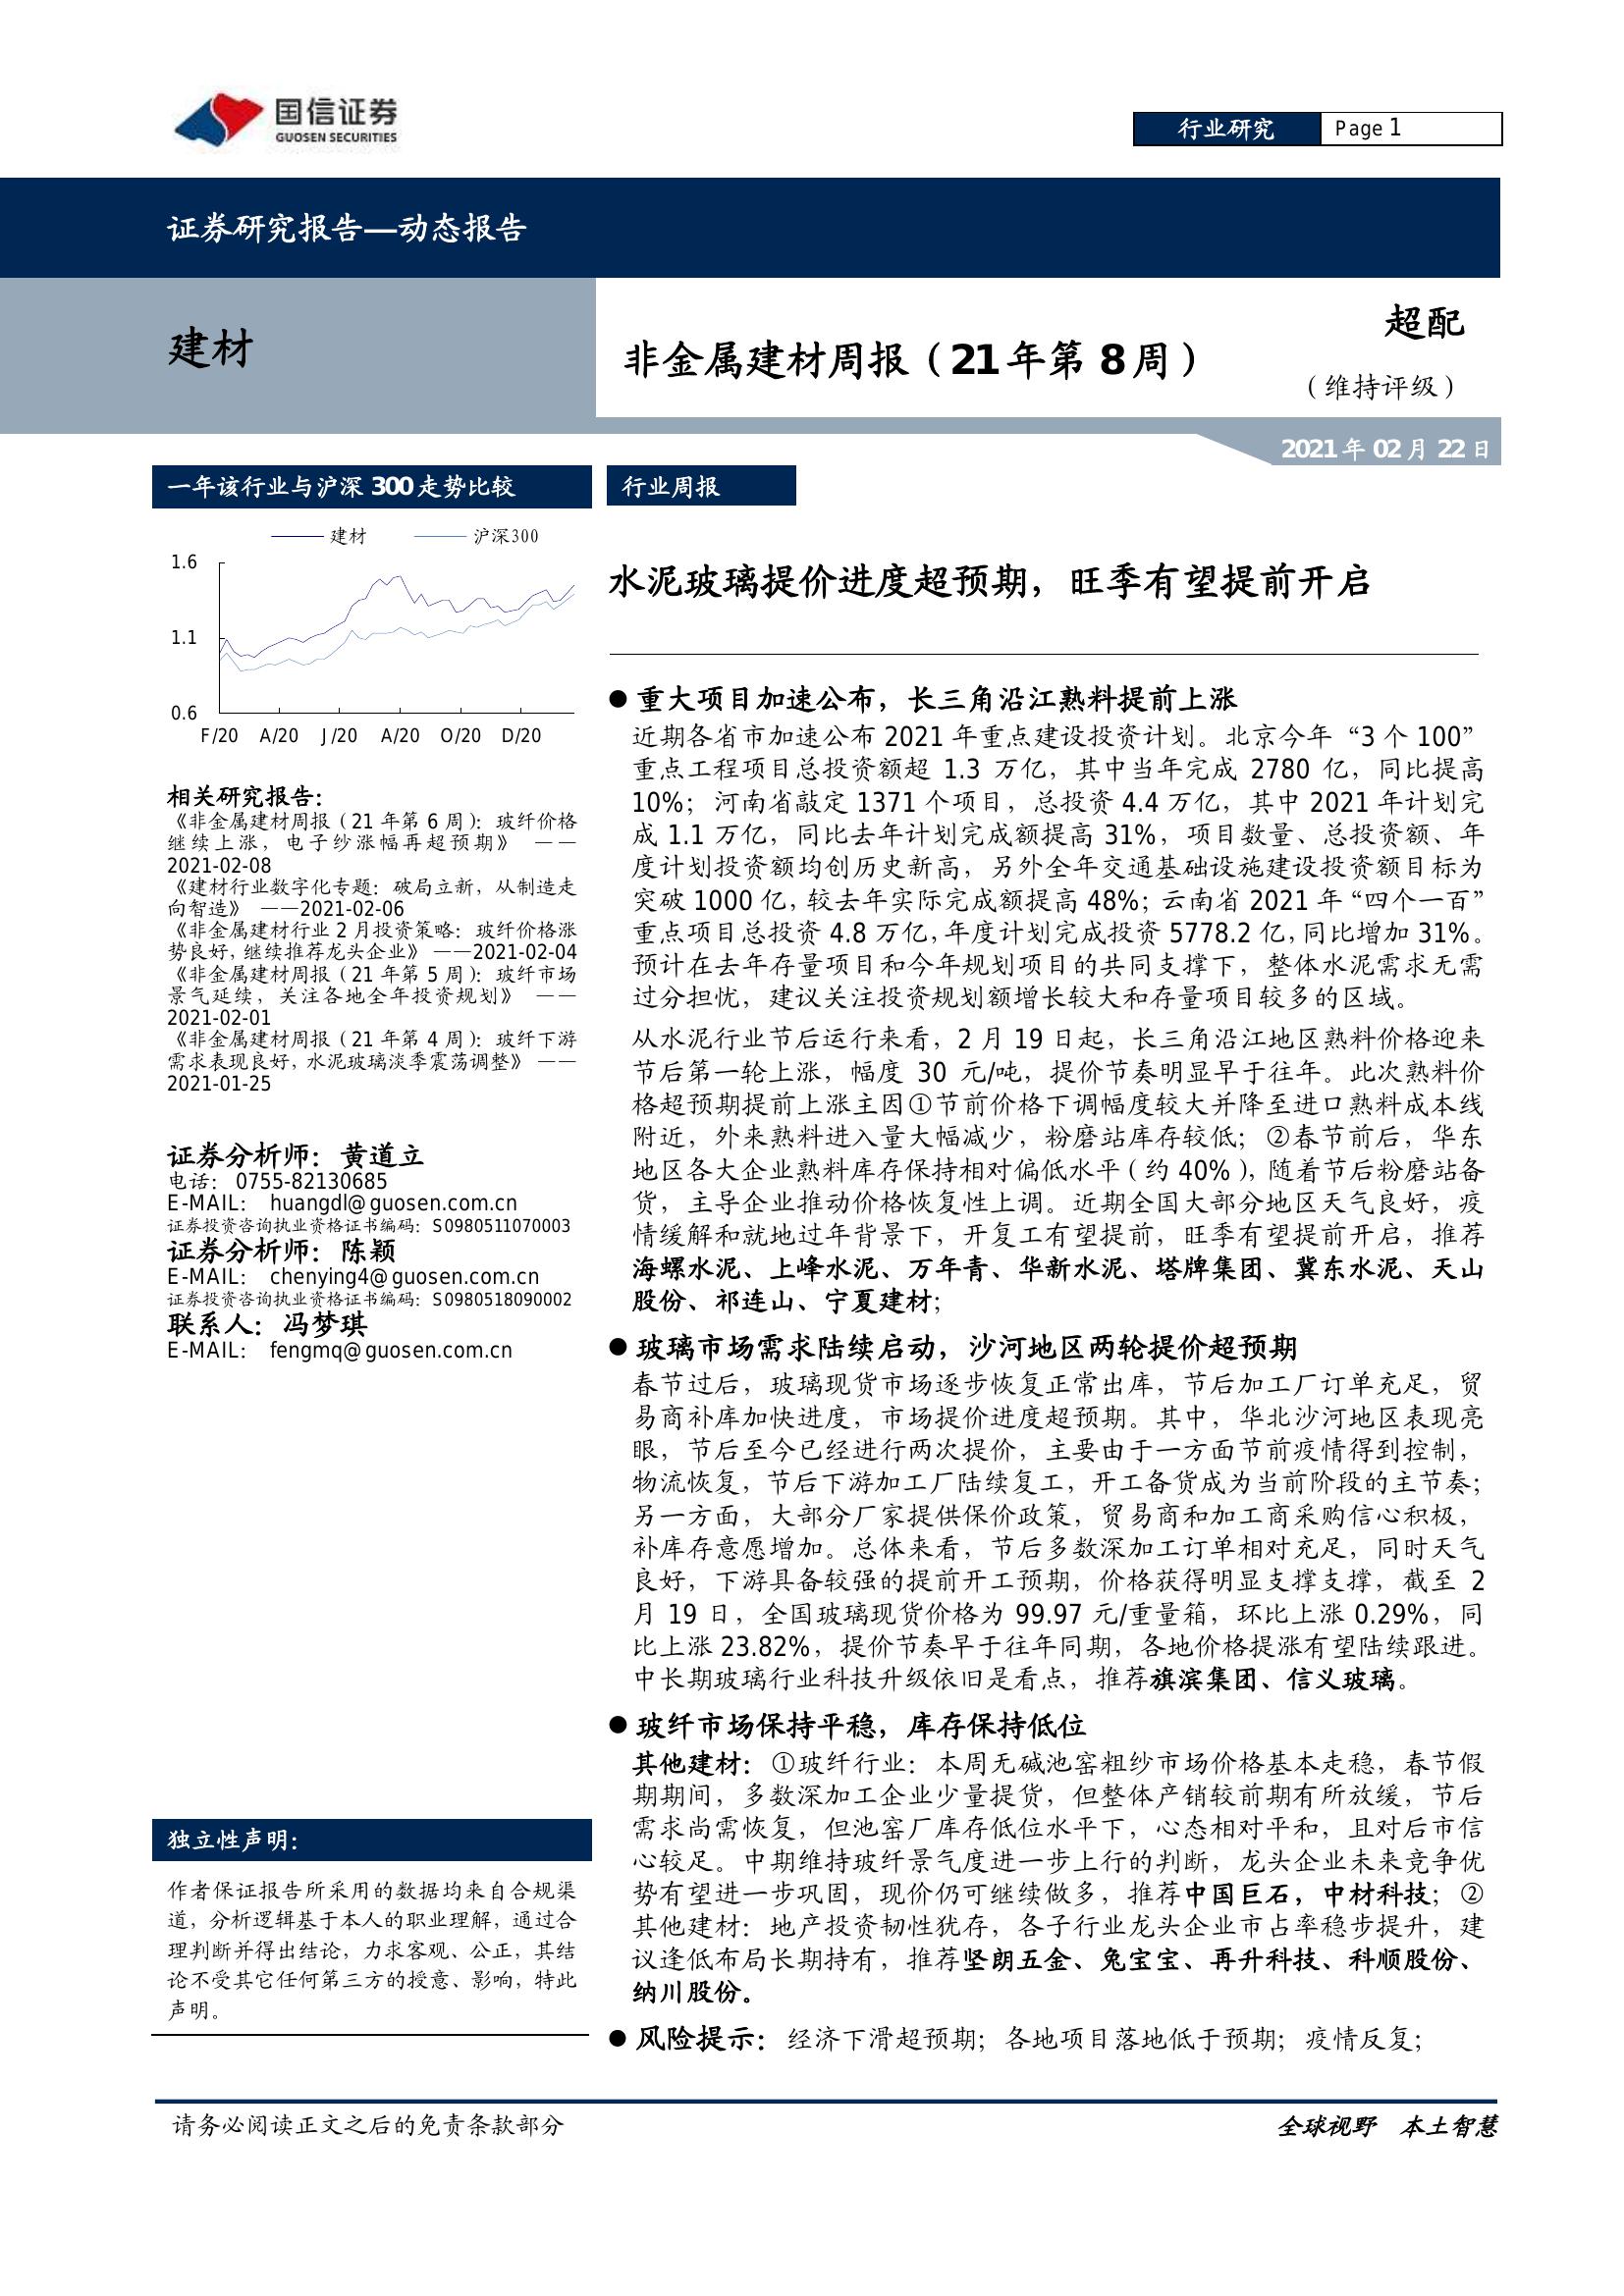 国信证券
GUOSEN SECURITIES
行业研究
Page 1
证券研究报告—动态报告
建材
非金属建材周报（21年第8周）
超配
（维持评级）
2021年02月22日
一年该行业与沪深300走势比较
建材 沪深300
1.6
1.1
0.6
F/20 A/20 J/20 A/20 O/20 D/20
相关研究报告：
《非金属建材周报（21年第6周）：玻纤价格
继续上涨，电子纱涨幅再超预期》 ——
2021-02-08
《建材行业数字化专题：破局立新，从制造走
向智造》 ——2021-02-06
《非金属建材行业2月投资策略：玻纤价格涨
势良好，继续推荐龙头企业》 ——2021-02-04
《非金属建材周报（21年第5周）：玻纤市场
景气延续，关注各地全年投资规划》 ——
2021-02-01
《非金属建材周报（21年第4周）：玻纤下游
需求表现良好，水泥玻璃淡季震荡调整》 ——
2021-01-25
证券分析师：黄道立
电话：0755-82130685
E-MAIL：huangdl@guosen.com.cn
证券投资咨询执业资格证书编码：S0980511070003
证券分析师：陈颖
E-MAIL：chenying4@guosen.com.cn
证券投资咨询执业资格证书编码：S0980518090002
联系人：冯梦琪
E-MAIL：fengmq@guosen.com.cn
独立性声明：
作者保证报告所采用的数据均来自合规渠
道，分析逻辑基于本人的职业理解，通过合
理判断并得出结论，力求客观、公正，其结
论不受其它任何第三方的授意、影响，特此
声明。
行业周报
水泥玻璃提价进度超预期，旺季有望提前开启
● 重大项目加速公布，长三角沿江熟料提前上涨
近期各省市加速公布2021年重点建设投资计划。北京今年“3个100”
重点工程项目总投资额超1.3万亿，其中当年完成2780亿，同比提高
10%；河南省敲定1371个项目，总投资4.4万亿，其中2021年计划完
成1.1万亿，同比去年计划完成额提高31%，项目数量、总投资额、年
度计划投资额均创历史新高，另外全年交通基础设施建设投资额目标为
突破1000亿，较去年实际完成额提高48%；云南省2021年“四个一百”
重点项目总投资4.8万亿，年度计划完成投资5778.2亿，同比增加31%。
预计在去年存量项目和今年规划项目的共同支撑下，整体水泥需求无需
过分担忧，建议关注投资规划额增长较大和存量项目较多的区域。
从水泥行业节后运行来看，2月19日起，长三角沿江地区熟料价格迎来
节后第一轮上涨，幅度30元/吨，提价节奏明显早于往年。此次熟料价
格超预期提前上涨主因①节前价格下调幅度较大并降至进口熟料成本线
附近，外来熟料进入量大幅减少，粉磨站库存较低；②春节前后，华东
地区各大企业熟料库存保持相对偏低水平（约40%），随着节后粉磨站备
货，主导企业推动价格恢复性上调。近期全国大部分地区天气良好，疫
情缓解和就地过年背景下，开复工有望提前，旺季有望提前开启，推荐
海螺水泥、上峰水泥、万年青、华新水泥、塔牌集团、冀东水泥、天山
股份、祁连山、宁夏建材；
● 玻璃市场需求陆续启动，沙河地区两轮提价超预期
春节过后，玻璃现货市场逐步恢复正常出库，节后加工厂订单充足，贸
易商补库加快进度，市场提价进度超预期。其中，华北沙河地区表现亮
眼，节后至今已经进行两次提价，主要由于一方面节前疫情得到控制，
物流恢复，节后下游加工厂陆续复工，开工备货成为当前阶段的主节奏；
另一方面，大部分厂家提供保价政策，贸易商和加工商采购信心积极，
补库存意愿增加。总体来看，节后多数深加工订单相对充足，同时天气
良好，下游具备较强的提前开工预期，价格获得明显支撑支撑，截至2
月19日，全国玻璃现货价格为99.97元/重量箱，环比上涨0.29%，同
比上涨23.82%，提价节奏早于往年同期，各地价格提涨有望陆续跟进。
中长期玻璃行业科技升级依旧是看点，推荐旗滨集团、信义玻璃。
● 玻纤市场保持平稳，库存保持低位
其他建材：①玻纤行业：本周无碱池窑粗纱市场价格基本走稳，春节假
期期间，多数深加工企业少量提货，但整体产销较前期有所放缓，节后
需求尚需恢复，但池窑厂库存低位水平下，心态相对平和，且对后市信
心较足。中期维持玻纤景气度进一步上行的判断，龙头企业未来竞争优
势有望进一步巩固，现价仍可继续做多，推荐中国巨石，中材科技；②
其他建材：地产投资韧性犹存，各子行业龙头企业市占率稳步提升，建
议逢低布局长期持有，推荐坚朗五金、兔宝宝、再升科技、科顺股份、
纳川股份。
● 风险提示：经济下滑超预期；各地项目落地低于预期；疫情反复；
请务必阅读正文之后的免责条款部分
全球视野 本土智慧